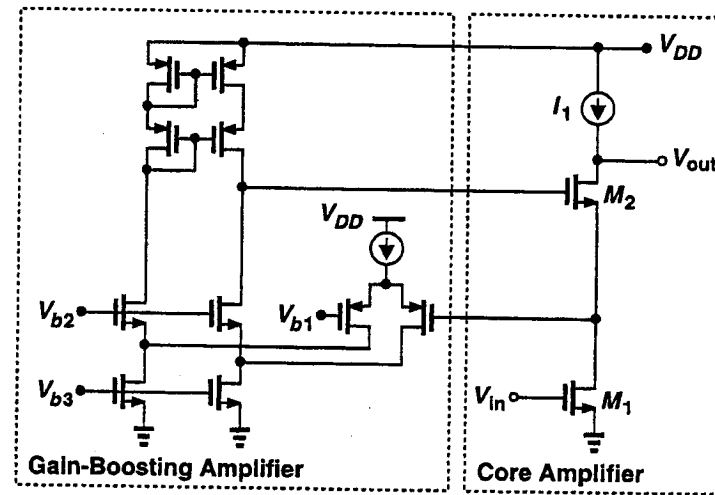 V_DD
I_1
V_out
M_2
V_DD
V_b2
V_b1
V_b3
V_in
M_1
Gain-Boosting Amplifier
Core Amplifier